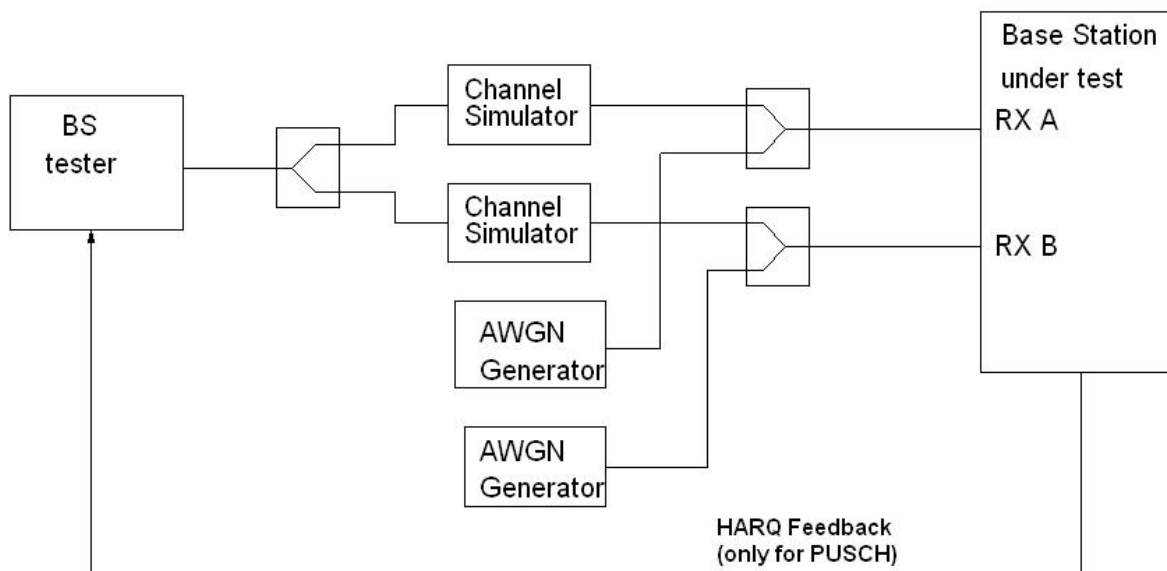 BS
tester
Channel
Simulator
Channel
Simulator
AWGN
Generator
AWGN
Generator
Base Station
under test
RX A
RX B
HARQ Feedback
(only for PUSCH)